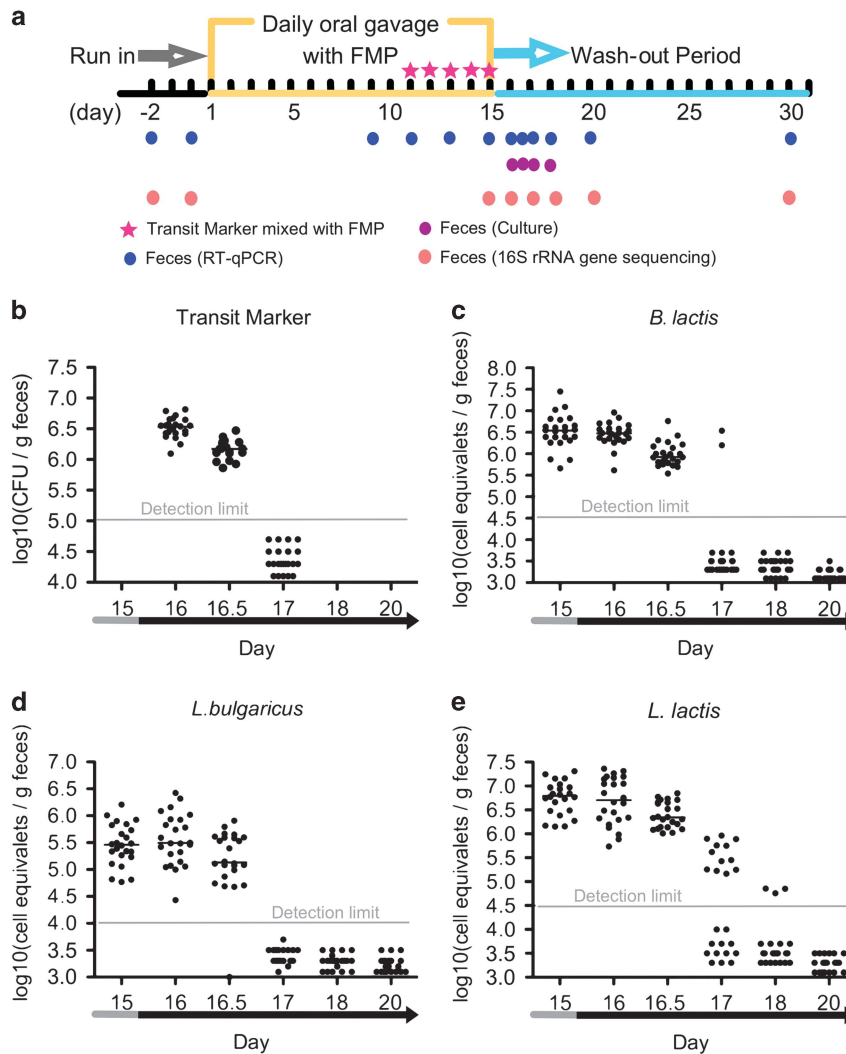 a
Daily oral gavage
with FMP
Run in
Wash-out Period
(day) -2 1 5 10 15 20 25 30
Transit Marker mixed with FMP
Feces (RT-qPCR)
Feces (Culture)
Feces (16S rRNA gene sequencing)
b
Transit Marker
log10(CFU / g feces)
7.5
7.0
6.5
6.0
5.5
5.0
4.5
4.0
Detection limit
15 16 16.5 17 18 20
Day
c
B. lactis
log10(cell equivalets / g feces)
8.0
7.5
7.0
6.5
6.0
5.5
5.0
4.5
3.5
3.0
Detection limit
15 16 16.5 17 18 20
Day
d
L.bulgaricus
log10(cell equivalets / g feces)
7.0
6.5
6.0
5.5
5.0
4.5
4.0
3.5
3.0
Detection limit
15 16 16.5 17 18 20
Day
e
L. lactis
log10(cell equivalets / g feces)
7.5
7.0
6.5
6.0
5.5
5.0
4.5
4.0
3.5
3.0
Detection limit
15 16 16.5 17 18 20
Day